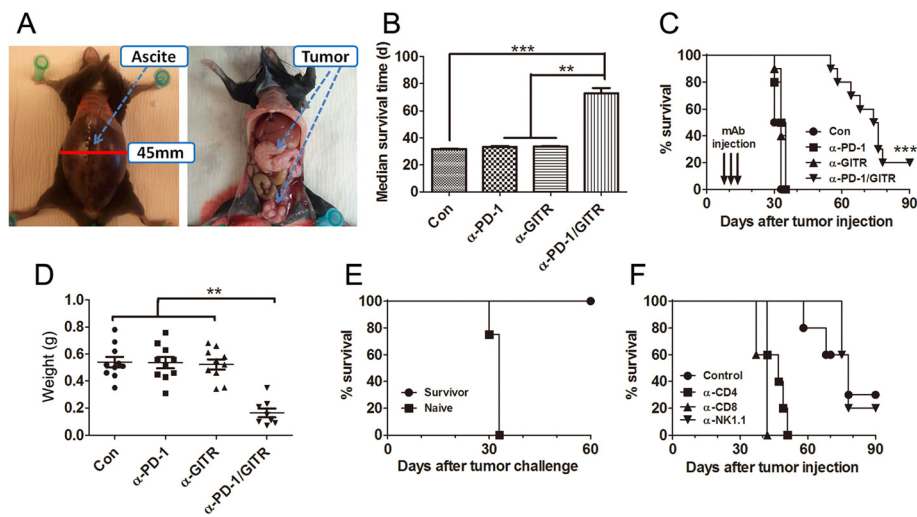 A
Ascite
45mm
Tumor
B
Median survival time (d)
100
80
60
40
20
0
***
**
Con
α-PD-1
α-GITR
α-PD-1/GITR
C
% survival
100
80
60
40
20
0
mAb
injection
Con
α-PD-1
α-GITR
α-PD-1/GITR
***
0 30 60 90
Days after tumor injection
D
Weight (g)
1.0
0.8
0.6
0.4
0.2
0.0
**
Con
α-PD-1
α-GITR
α-PD-1/GITR
E
% survival
100
80
60
40
20
0
Survivor
Naive
0 30 60
Days after tumor challenge
F
% survival
100
80
60
40
20
0
Control
α-CD4
α-CD8
α-NK1.1
0 30 60 90
Days after tumor injection